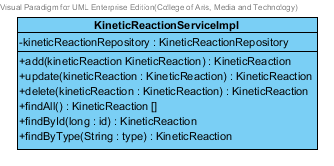 Visual Paradigm for UML Enterprise Edition(College of Arts, Media and Technology)
KineticReactionServiceImpl
-kineticReactionRepository : KineticReactionRepository
+add(kineticReaction KineticReaction) : KineticReaction
+update(kineticReaction : KineticReaction) : KineticReaction
+delete(kineticReaction : KineticReaction) : KineticReaction
+findAll() : KineticReaction []
+findById(long : id) : KineticReaction
+findByType(String : type) : KineticReaction